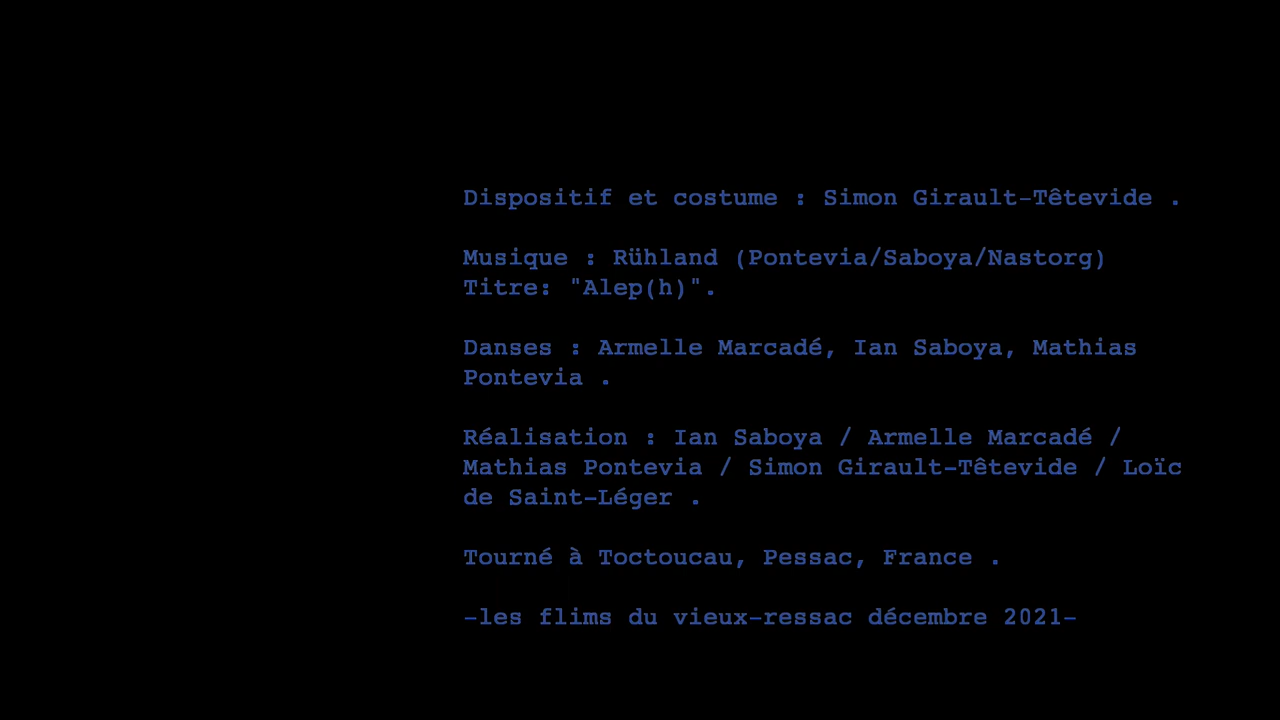 Dispositif et costume : Simon Girault-Têtevide .
Musique : Rühland (Pontevia/Saboya/Nastorg)
Titre: "Alep(h)".
Danses : Armelle Marcadé, Ian Saboya, Mathias
Pontevia .
Réalisation : Ian Saboya / Armelle Marcadé /
Mathias Pontevia / Simon Girault-Têtevide / Loïc
de Saint-Léger .
Tourné à Toctoucau, Pessac, France .
-les flims du vieux-ressac décembre 2021-